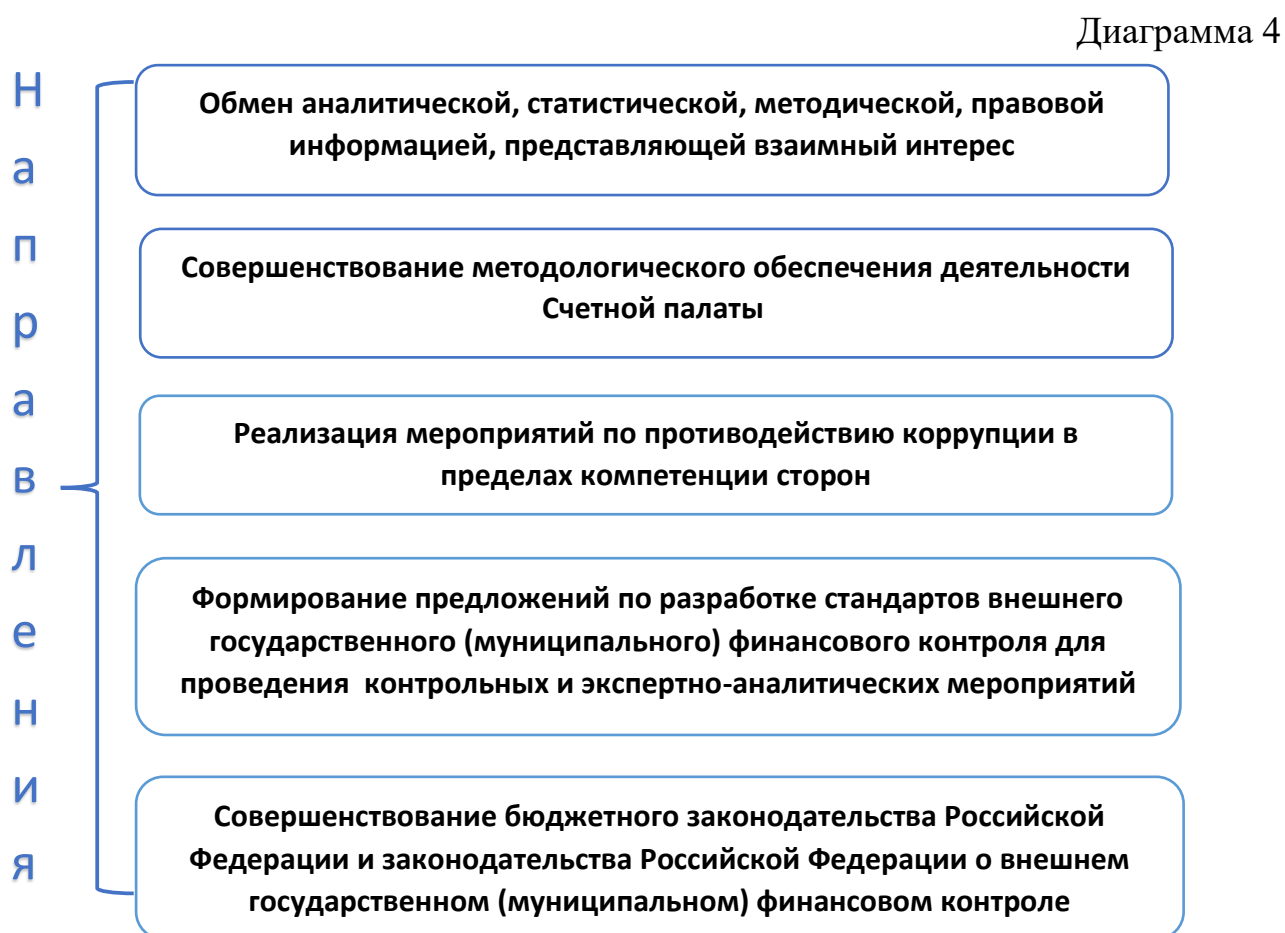 Диаграмма 4
Направления
Обмен аналитической, статистической, методической, правовой
информацией, представляющей взаимный интерес
Совершенствование методологического обеспечения деятельности
Счетной палаты
Реализация мероприятий по противодействию коррупции в
пределах компетенции сторон
Формирование предложений по разработке стандартов внешнего
государственного (муниципального) финансового контроля для
проведения контрольных и экспертно-аналитических мероприятий
Совершенствование бюджетного законодательства Российской
Федерации и законодательства Российской Федерации о внешнем
государственном (муниципальном) финансовом контроле